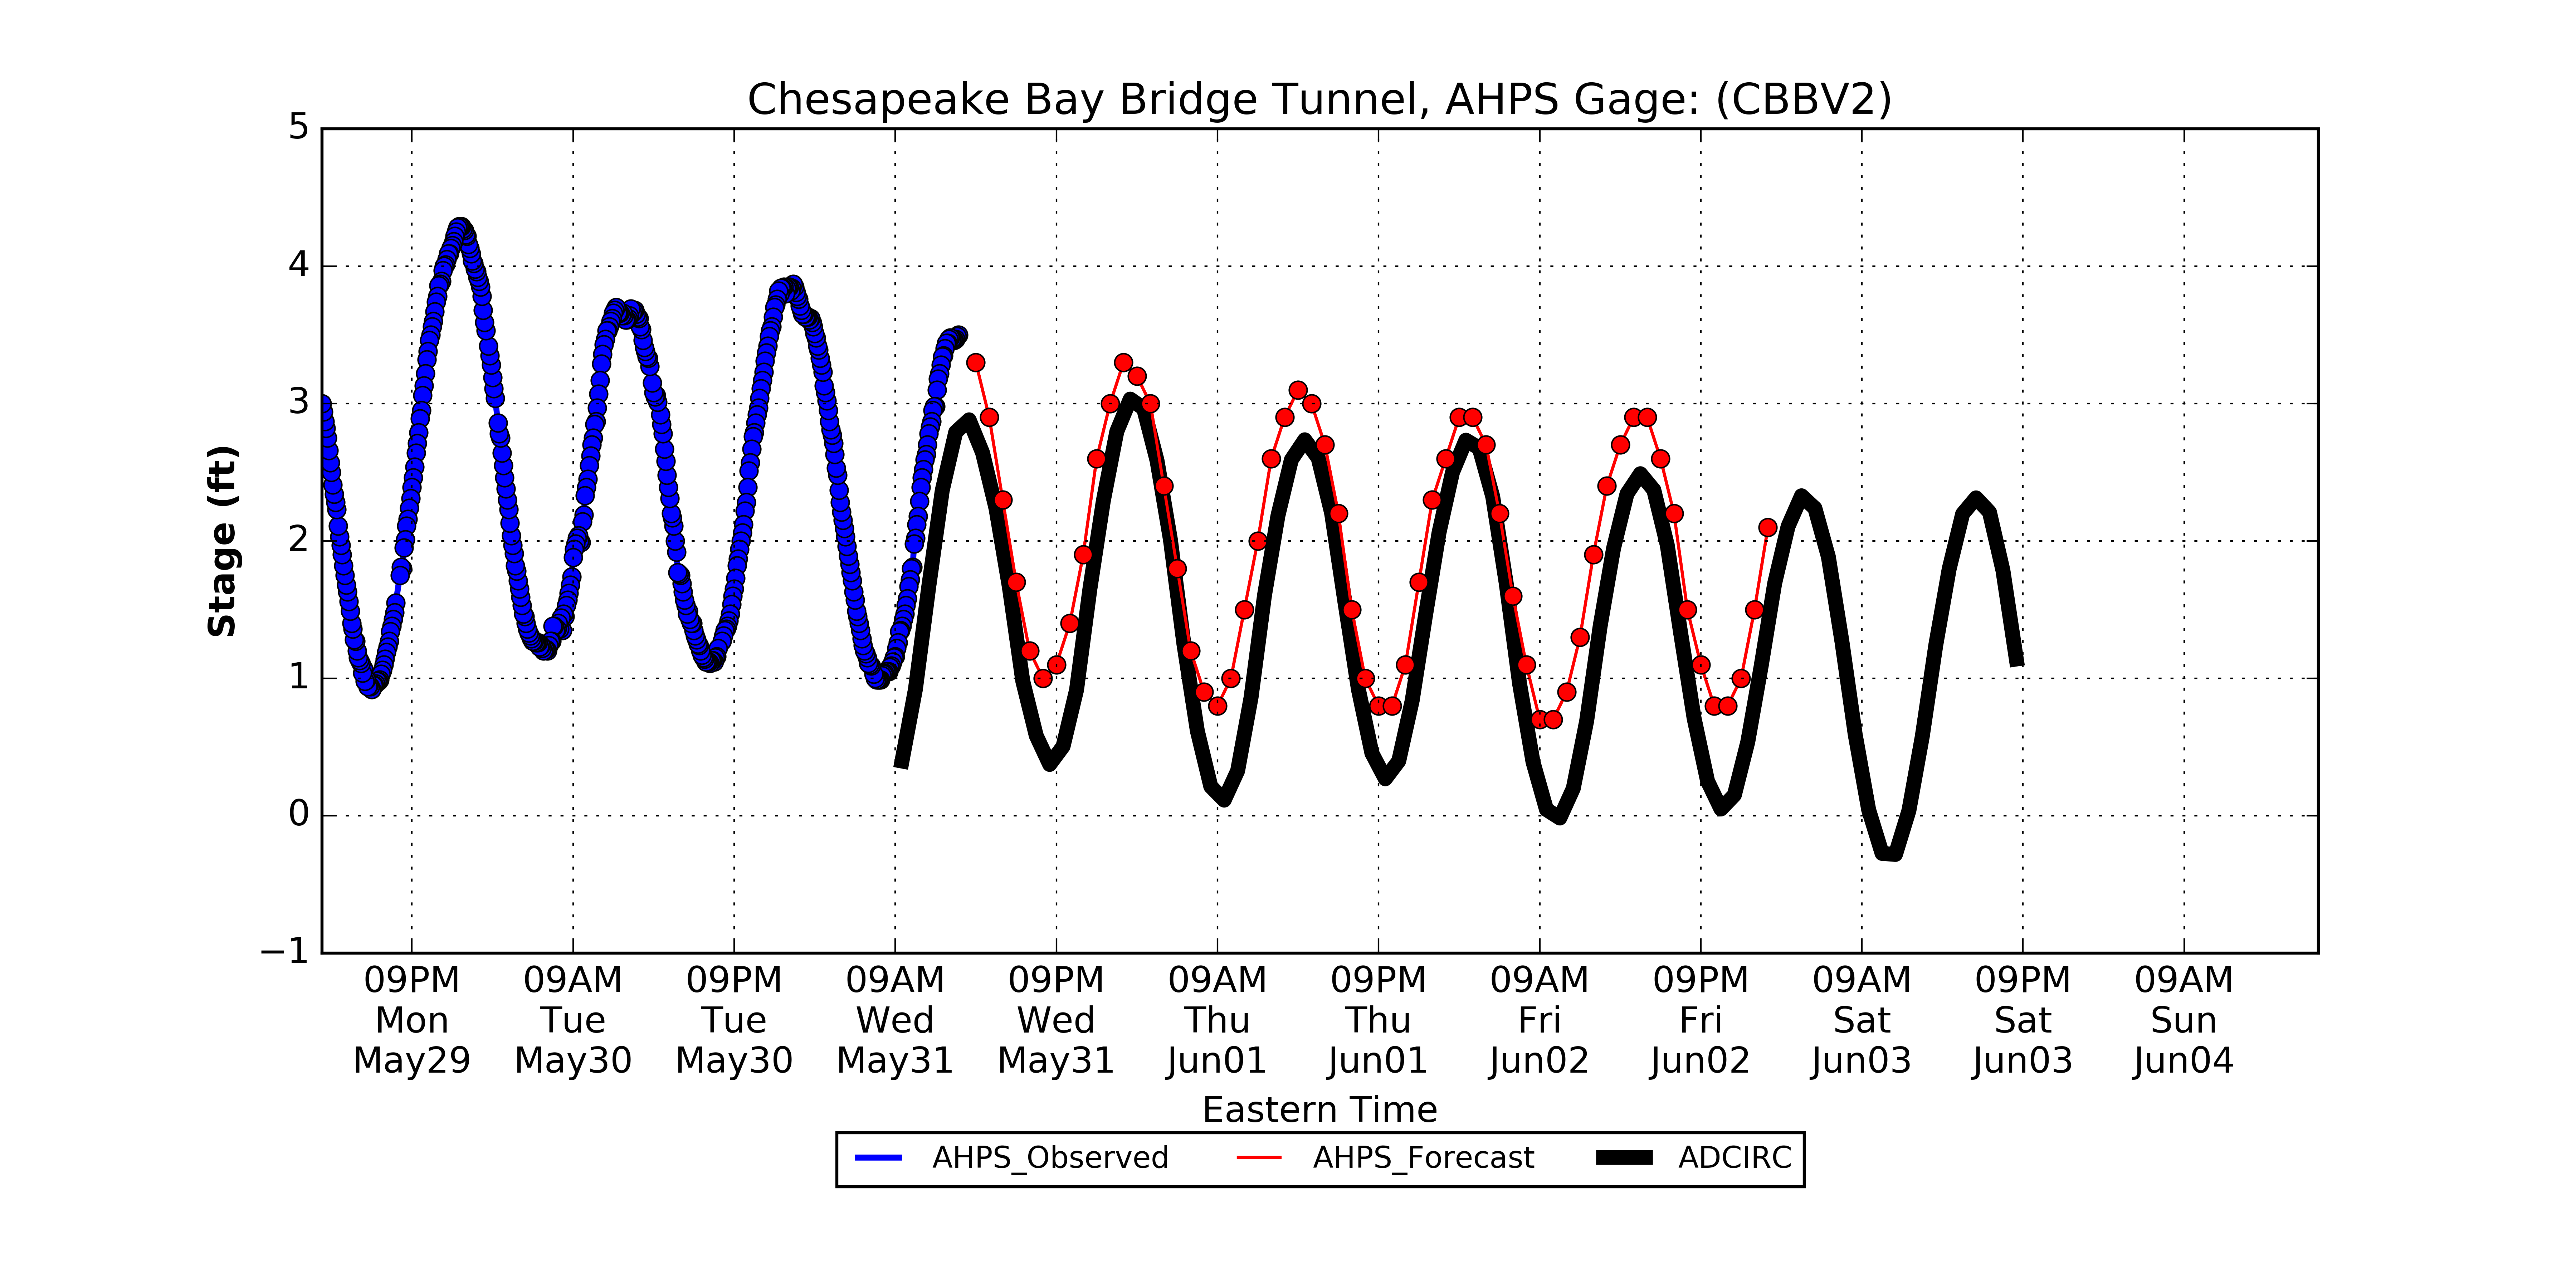 Chesapeake Bay Bridge Tunnel, AHPS Gage: (CBBV2)
5
4
3
2
1
0
−1
Stage (ft)
09PM 09AM 09PM 09AM 09PM 09AM 09PM 09AM 09PM 09AM 09PM 09AM
Mon Tue Tue Wed Wed Thu Thu Fri Fri Sat Sat Sun
May29 May30 May30 May31 May31 Jun01 Jun01 Jun02 Jun02 Jun03 Jun03 Jun04
Eastern Time
AHPS_Observed AHPS_Forecast ADCIRC